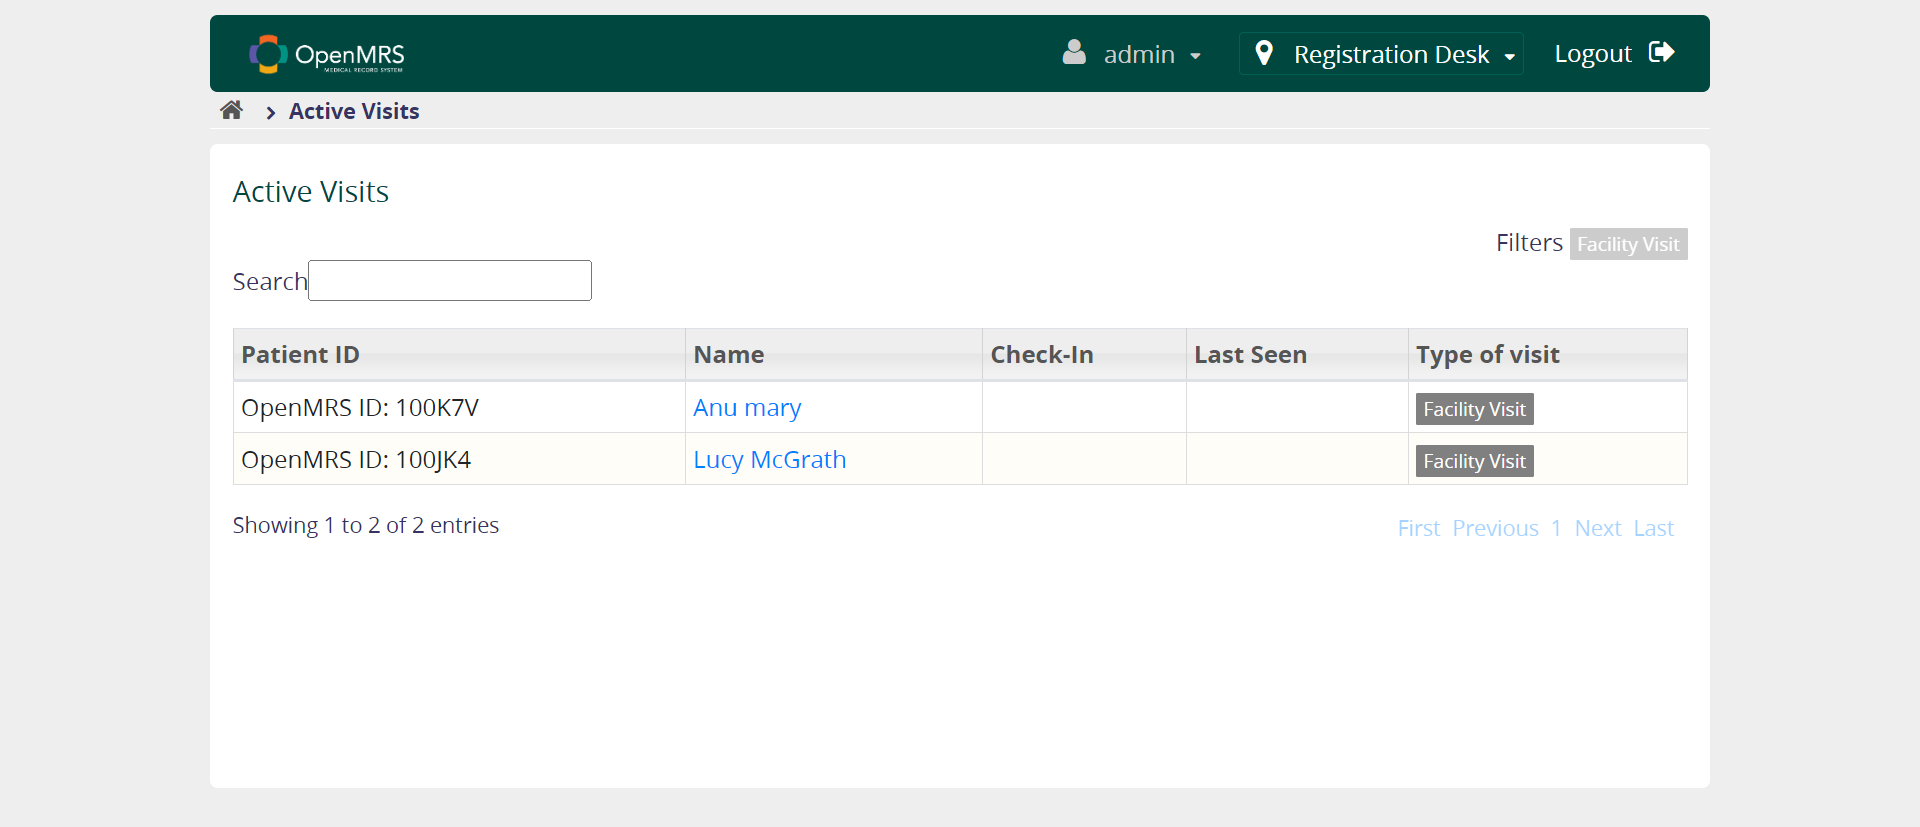 OpenMRS
MEDICAL RECORD SYSTEM
admin
Registration Desk
Logout
Active Visits
Active Visits
Filters Facility Visit
Search
Patient ID Name Check-In Last Seen Type of visit
OpenMRS ID: 100K7V Anu mary Facility Visit
OpenMRS ID: 100JK4 Lucy McGrath Facility Visit
Showing 1 to 2 of 2 entries
First Previous 1 Next Last